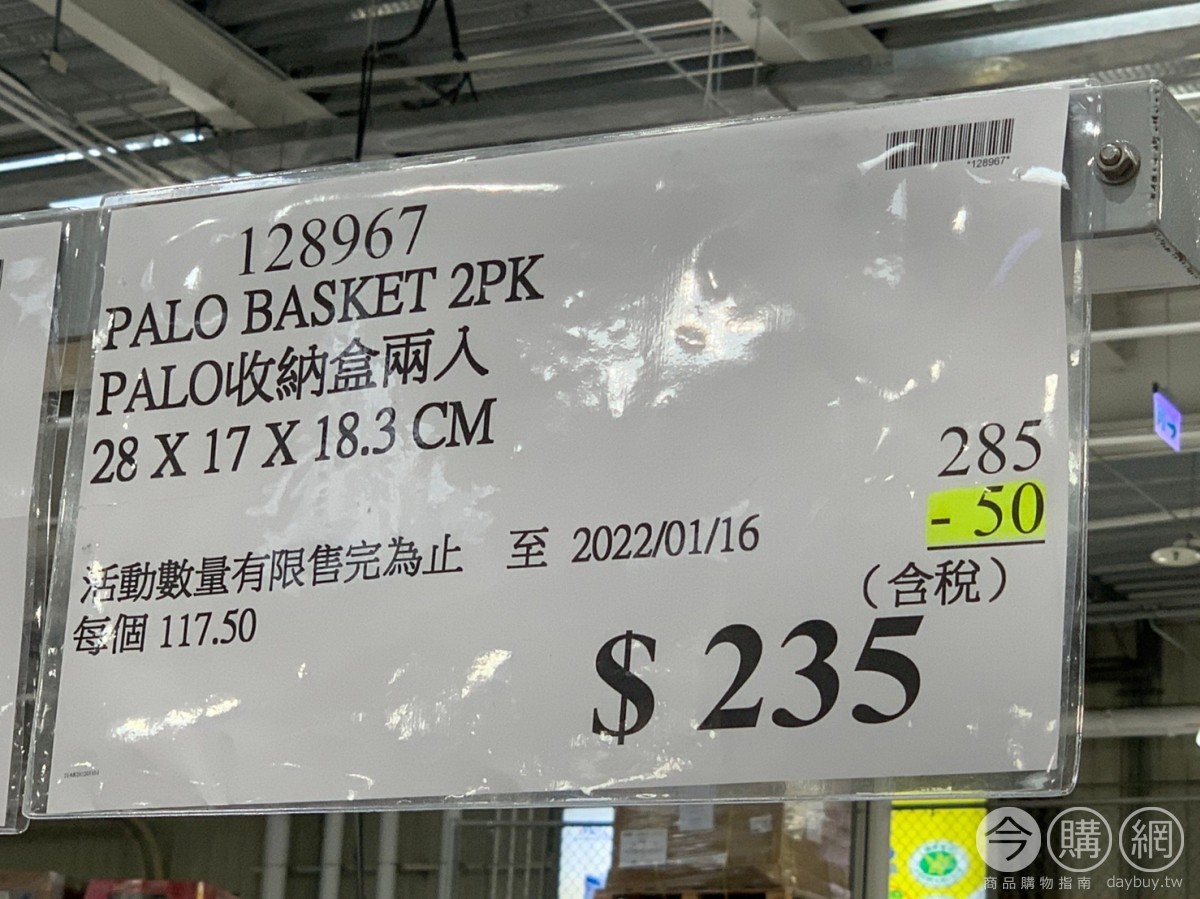 *128967*
128967
PALO BASKET 2PK
PALO收納盒兩入
28 X 17 X 18.3 CM
285
- 50
活動數量有限售完為止 至 2022/01/16
(含稅)
每個 117.50
$ 235
今購網
商品購物指南 daybuy.tw